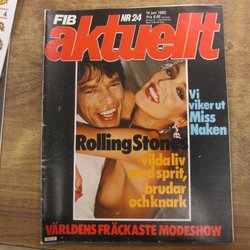 FIB
NR 24
14 juni 1982
Pris 8:95
aktuellt
Vi
viker ut
Miss
Naken
Rolling Stones
vilda liv
med sprit,
brudar
och knark
VÄRLDENS FRÄCKASTE MODESHOW